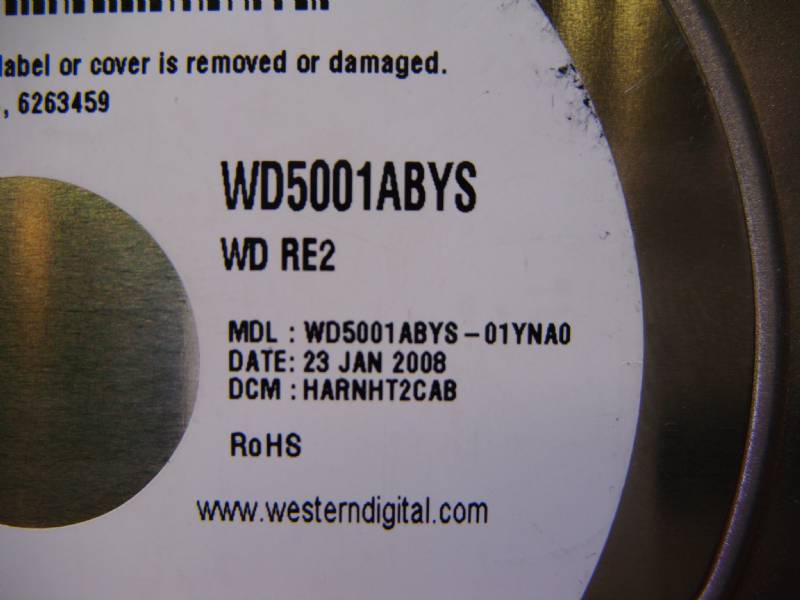 label or cover is removed or damaged.
, 6263459
WD5001ABYS
WD RE2
MDL : WD5001ABYS-01YNA0
DATE: 23 JAN 2008
DCM : HARNHT2CAB
RoHS
www.westerndigital.com